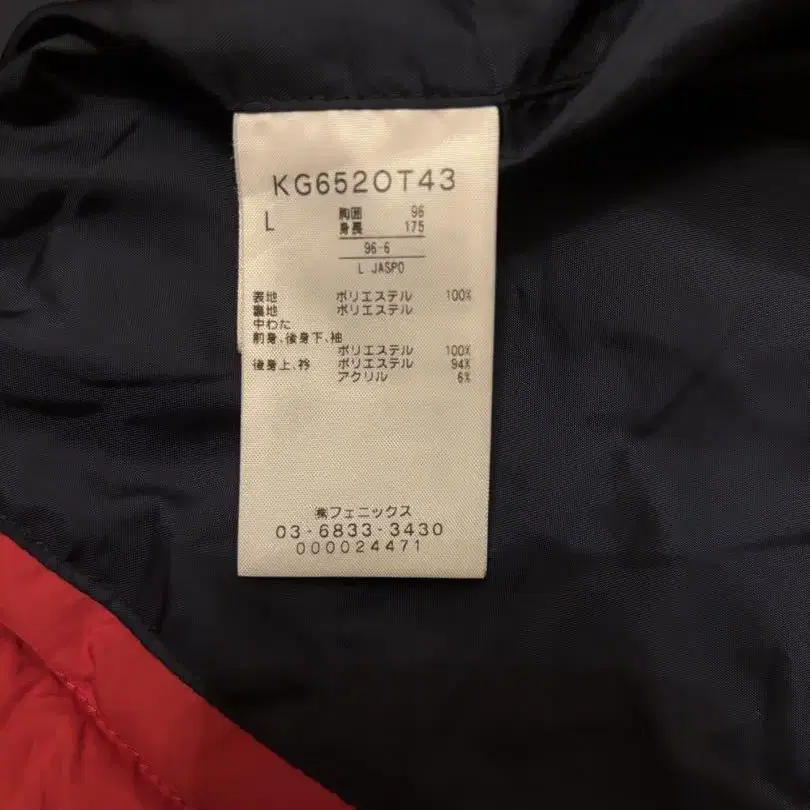 KG652OT43
L 胸囲 96
身長 175
96-6
L JASPO
表地 ポリエステル 100%
裏地 ポリエステル
中わた
前身、後身下、袖
ポリエステル 100%
後身上、衿 ポリエステル 94%
アクリル 6%
㈱フェニックス
03-6833-3430
000024471